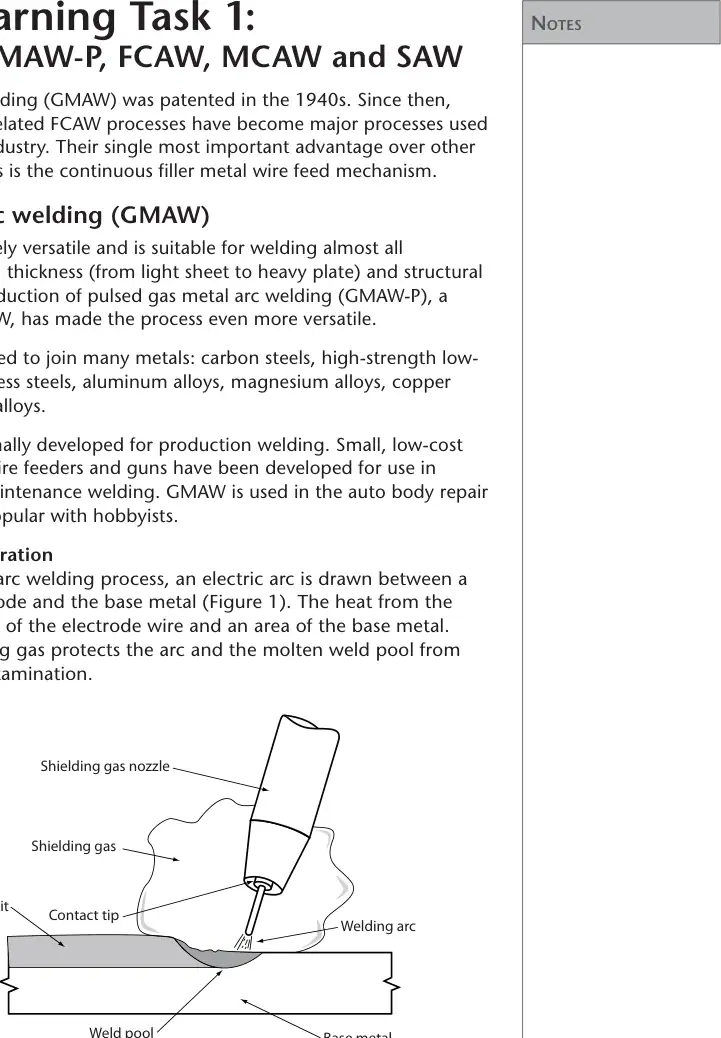 arning Task 1:
MAW-P, FCAW, MCAW and SAW
NOTES
ding (GMAW) was patented in the 1940s. Since then,
elated FCAW processes have become major processes used
dustry. Their single most important advantage over other
s is the continuous filler metal wire feed mechanism.
c welding (GMAW)
ely versatile and is suitable for welding almost all
thickness (from light sheet to heavy plate) and structural
duction of pulsed gas metal arc welding (GMAW-P), a
W, has made the process even more versatile.
ed to join many metals: carbon steels, high-strength low-
ess steels, aluminum alloys, magnesium alloys, copper
alloys.
nally developed for production welding. Small, low-cost
ire feeders and guns have been developed for use in
intenance welding. GMAW is used in the auto body repair
opular with hobbyists.
ration
arc welding process, an electric arc is drawn between a
ode and the base metal (Figure 1). The heat from the
of the electrode wire and an area of the base metal.
g gas protects the arc and the molten weld pool from
tamination.
Shielding gas nozzle
Shielding gas
it
Contact tip
Welding arc
Weld pool
Base metal